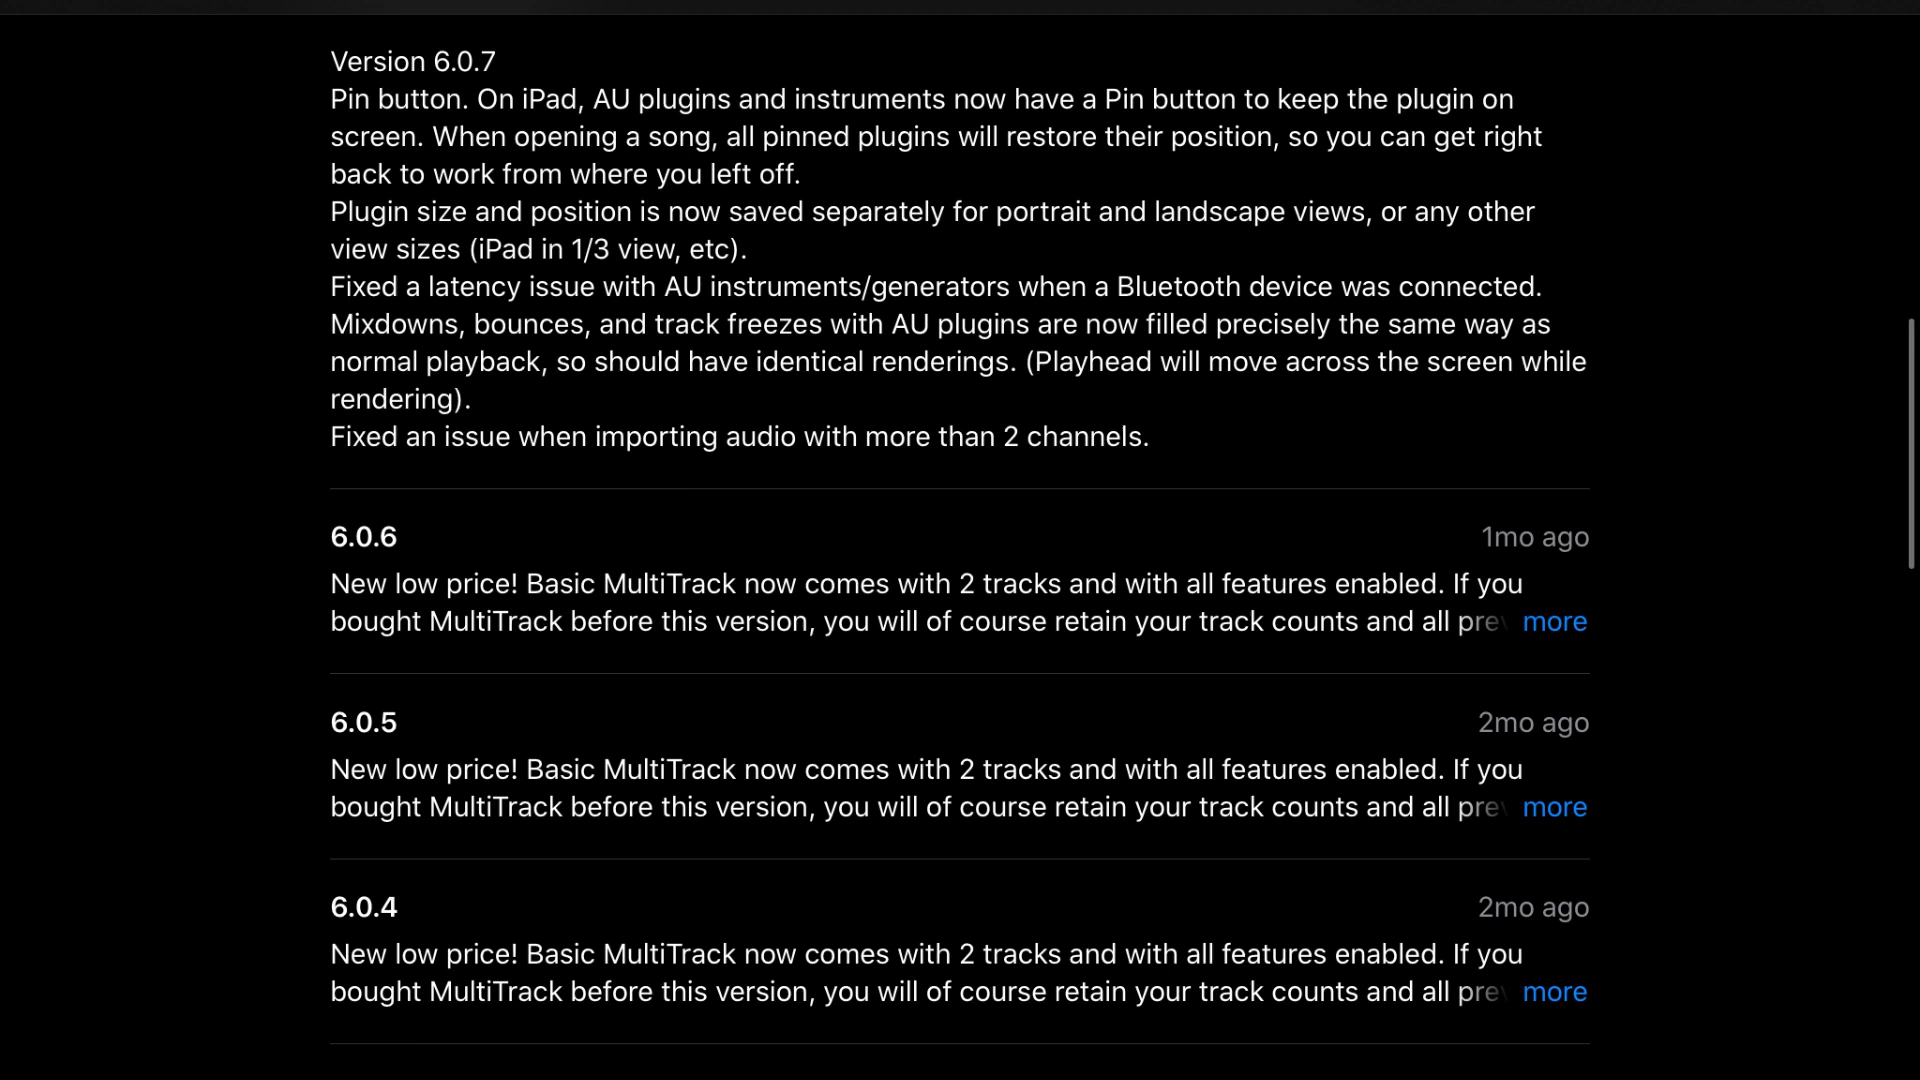 Version 6.0.7
Pin button. On iPad, AU plugins and instruments now have a Pin button to keep the plugin on
screen. When opening a song, all pinned plugins will restore their position, so you can get right
back to work from where you left off.
Plugin size and position is now saved separately for portrait and landscape views, or any other
view sizes (iPad in 1/3 view, etc).
Fixed a latency issue with AU instruments/generators when a Bluetooth device was connected.
Mixdowns, bounces, and track freezes with AU plugins are now filled precisely the same way as
normal playback, so should have identical renderings. (Playhead will move across the screen while
rendering).
Fixed an issue when importing audio with more than 2 channels.
6.0.6 1mo ago
New low price! Basic MultiTrack now comes with 2 tracks and with all features enabled. If you
bought MultiTrack before this version, you will of course retain your track counts and all more
6.0.5 2mo ago
New low price! Basic MultiTrack now comes with 2 tracks and with all features enabled. If you
bought MultiTrack before this version, you will of course retain your track counts and all more
6.0.4 2mo ago
New low price! Basic MultiTrack now comes with 2 tracks and with all features enabled. If you
bought MultiTrack before this version, you will of course retain your track counts and all more